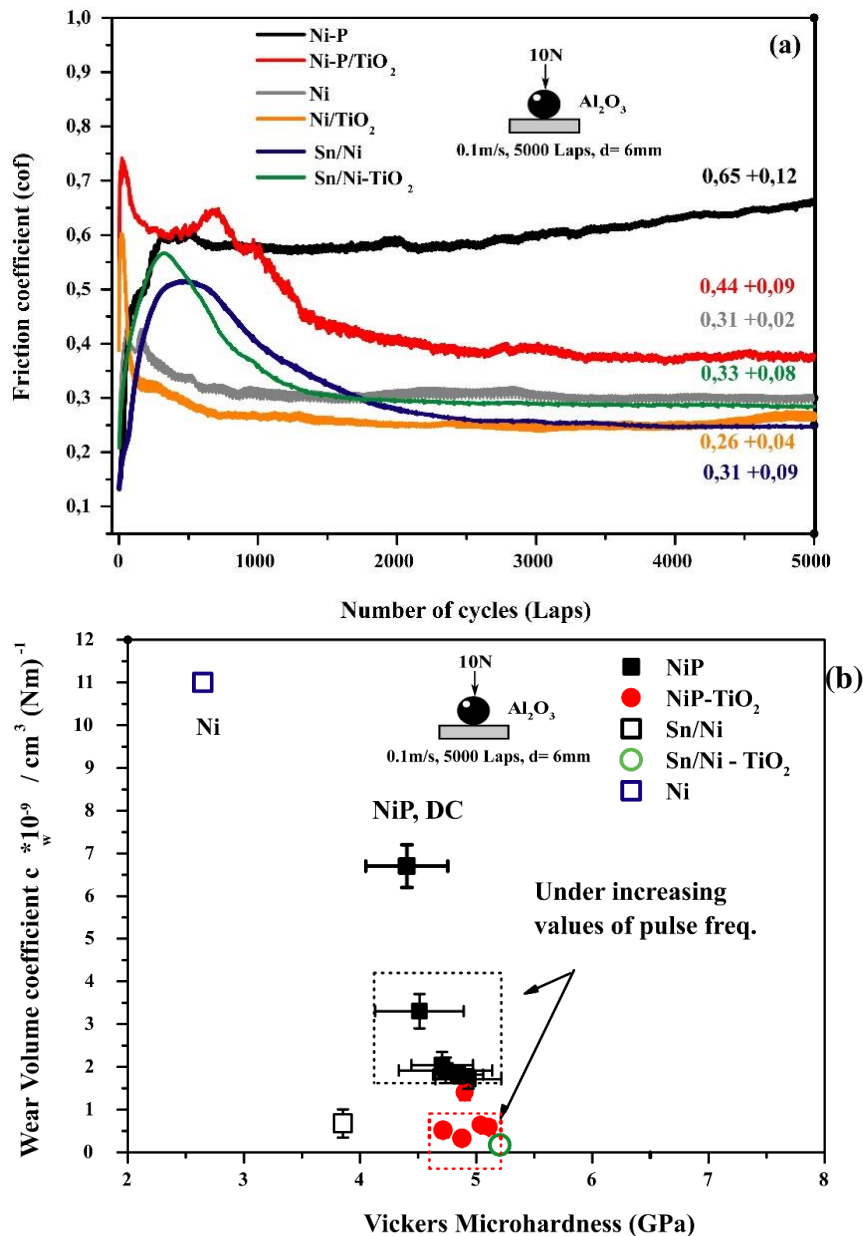 (a)
Ni-P
Ni-P/TiO₂
Ni
Ni/TiO₂
Sn/Ni
Sn/Ni-TiO₂
10N
Al₂O₃
0.1m/s, 5000 Laps, d= 6mm
0,65 +0,12
0,44 +0,09
0,31 +0,02
0,33 +0,08
0,26 +0,04
0,31 +0,09
Friction coefficient (cof)
1,0
0,9
0,8
0,7
0,6
0,5
0,4
0,3
0,2
0,1
0 1000 2000 3000 4000 5000
Number of cycles (Laps)
(b)
10N
Al₂O₃
0.1m/s, 5000 Laps, d= 6mm
NiP
NiP-TiO₂
Sn/Ni
Sn/Ni - TiO₂
Ni
Ni
NiP, DC
Under increasing
values of pulse freq.
Wear Volume coefficient c_w *10⁻⁹ / cm³ (Nm)⁻¹
12
11
10
9
8
7
6
5
4
3
2
1
0
2 3 4 5 6 7 8
Vickers Microhardness (GPa)